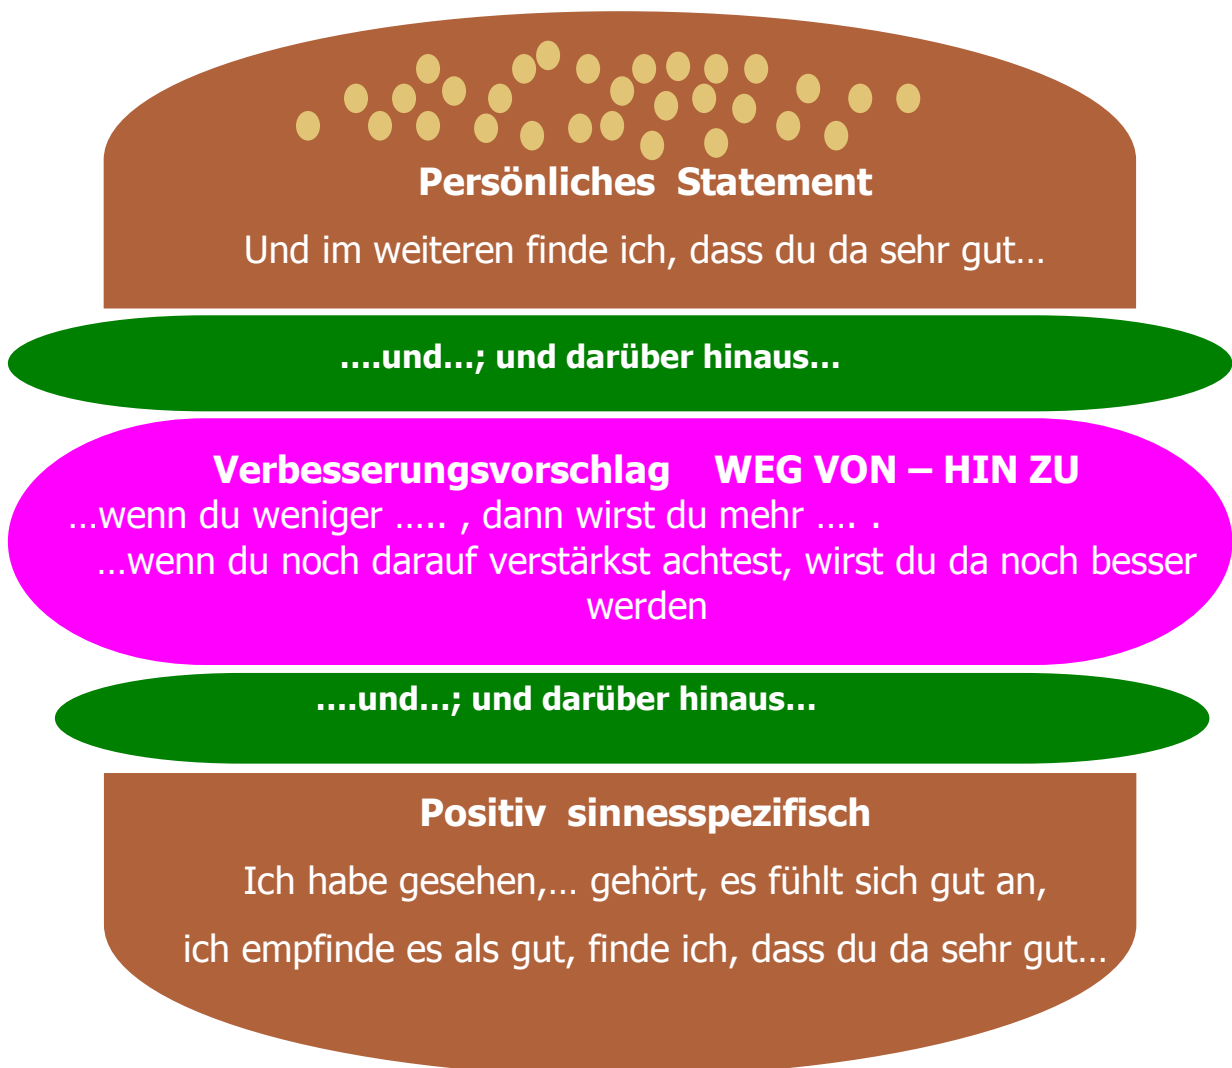 Persönliches Statement
Und im weiteren finde ich, dass du da sehr gut…
....und...; und darüber hinaus...
Verbesserungsvorschlag WEG VON – HIN ZU
…wenn du weniger ….. , dann wirst du mehr …. .
…wenn du noch darauf verstärkst achtest, wirst du da noch besser
werden
....und...; und darüber hinaus...
Positiv sinnesspezifisch
Ich habe gesehen,… gehört, es fühlt sich gut an,
ich empfinde es als gut, finde ich, dass du da sehr gut…